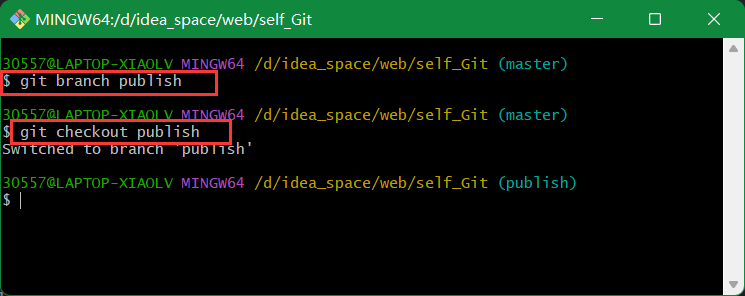 MINGW64:/d/idea_space/web/self_Git
30557@LAPTOP-XIAOLV MINGW64 /d/idea_space/web/self_Git (master)
$ git branch publish
30557@LAPTOP-XIAOLV MINGW64 /d/idea_space/web/self_Git (master)
$ git checkout publish
Switched to branch 'publish'
30557@LAPTOP-XIAOLV MINGW64 /d/idea_space/web/self_Git (publish)
$